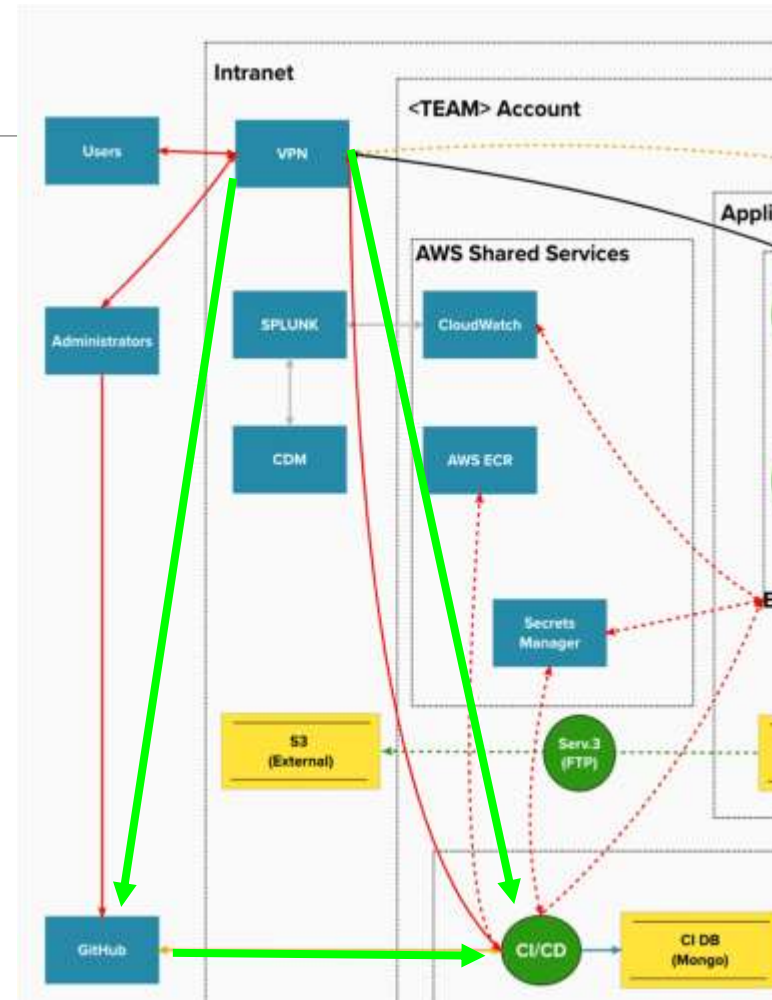 Intranet
<TEAM> Account
Users
VPN
Appli
AWS Shared Services
Administrators
SPLUNK
CloudWatch
CDM
AWS ECR
Secrets
Manager
S3
(External)
Serv.3
(FTP)
GitHub
CI/CD
CI DB
(Mongo)